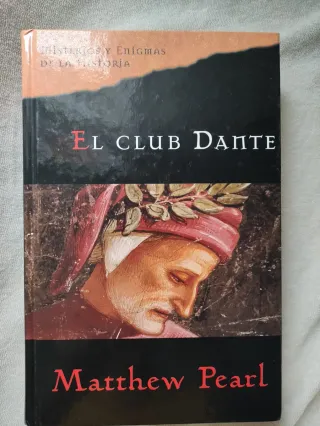 Misterios y Enigmas
de la Historia
El club Dante
Matthew Pearl